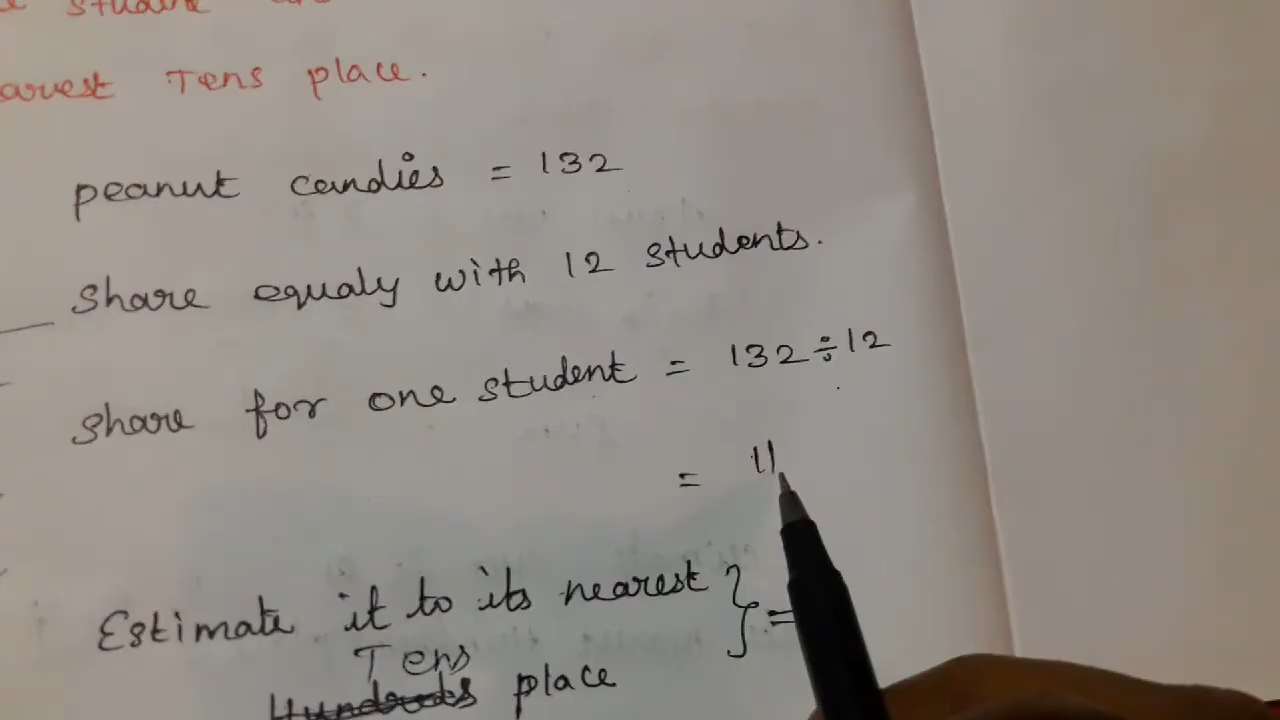 Tens place.
peanut candies = 132
Share equaly with 12 students.
Share for one student = 132 ÷ 12
= 11
Estimate it to its nearest } =
Tens
place